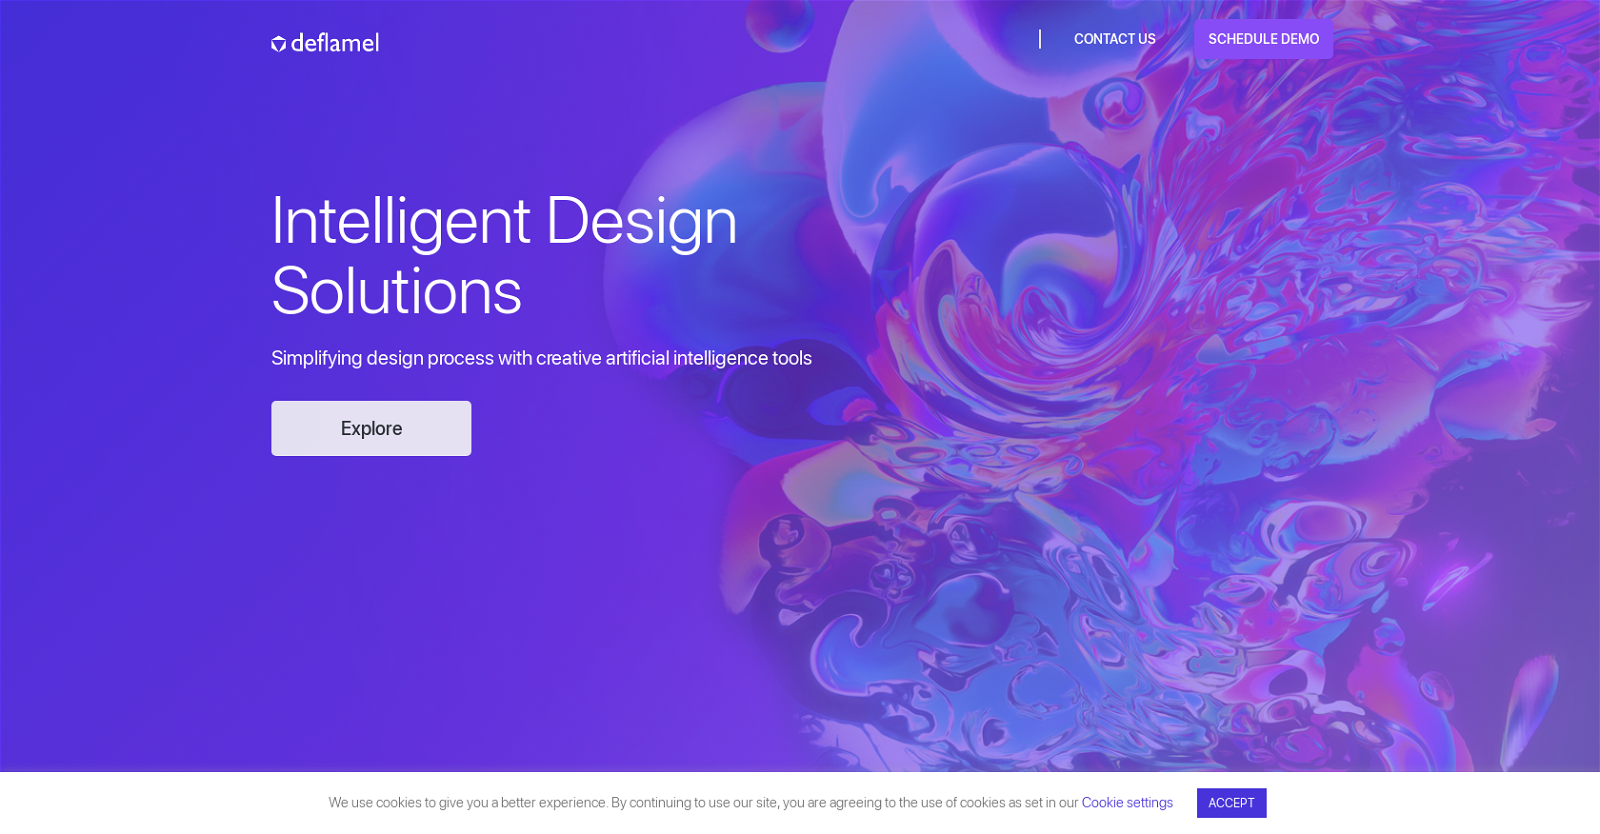 deflamel
CONTACT US
SCHEDULE DEMO
Intelligent Design
Solutions
Simplifying design process with creative artificial intelligence tools
Explore
We use cookies to give you a better experience. By continuing to use our site, you are agreeing to the use of cookies as set in our Cookie settings
ACCEPT